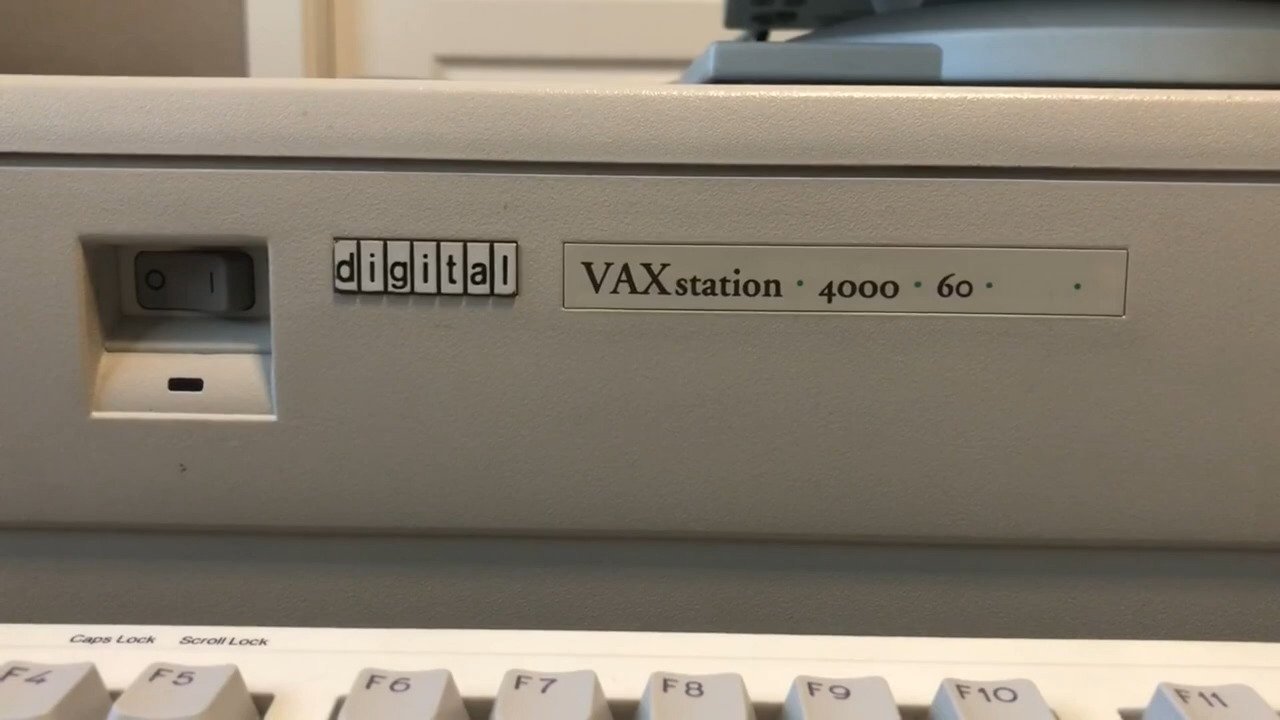 digital
VAXstation · 4000 · 60 · ·
Caps Lock Scroll Lock
F4 F5 F6 F7 F8 F9 F10 F11